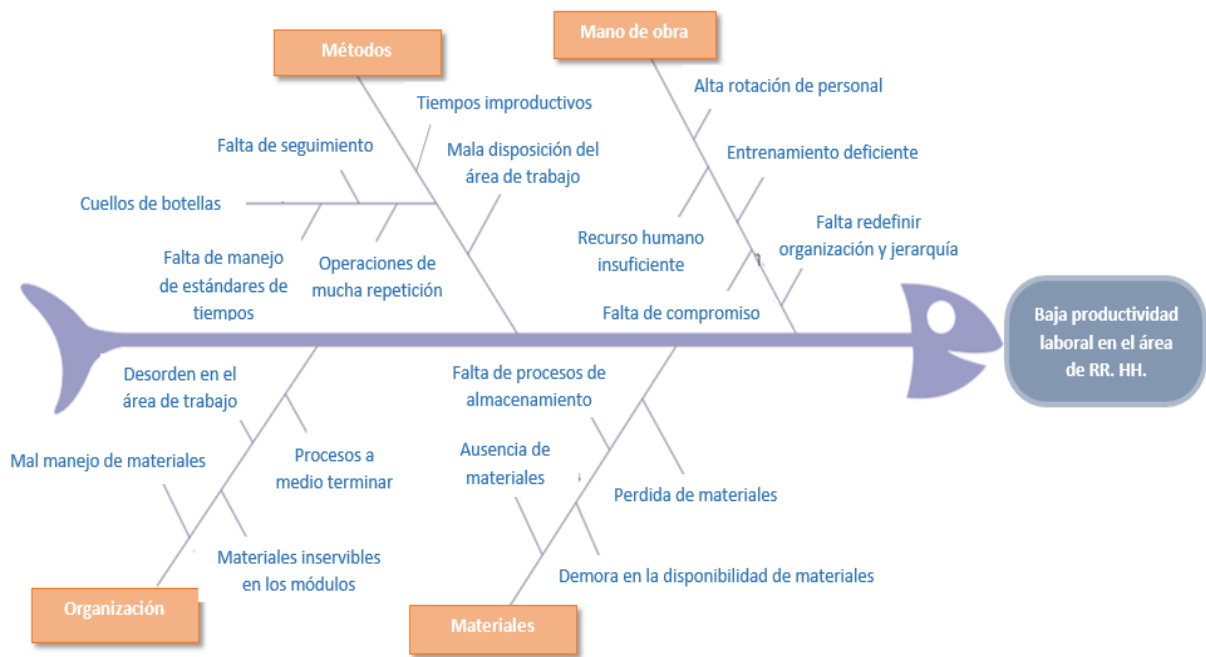 Métodos
Mano de obra
Tiempos improductivos
Falta de seguimiento
Mala disposición del
área de trabajo
Cuellos de botellas
Falta de manejo
de estándares de
tiempos
Operaciones de
mucha repetición
Alta rotación de personal
Entrenamiento deficiente
Recurso humano
insuficiente
Falta redefinir
organización y jerarquía
Falta de compromiso
Baja productividad
laboral en el área
de RR. HH.
Desorden en el
área de trabajo
Mal manejo de materiales
Procesos a
medio terminar
Materiales inservibles
en los módulos
Organización
Falta de procesos de
almacenamiento
Ausencia de
materiales
Perdida de materiales
Demora en la disponibilidad de materiales
Materiales